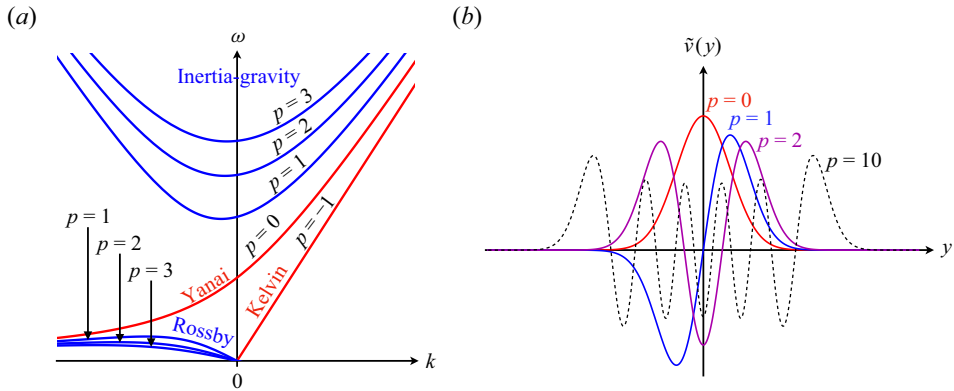 (a)
ω
Inertia-gravity
p = 3
p = 2
p = 1
p = 0
p = −1
p = 1
p = 2
p = 3
Yanai
Kelvin
Rossby
0
k
(b)
ṽ(y)
p = 0
p = 1
p = 2
p = 10
y